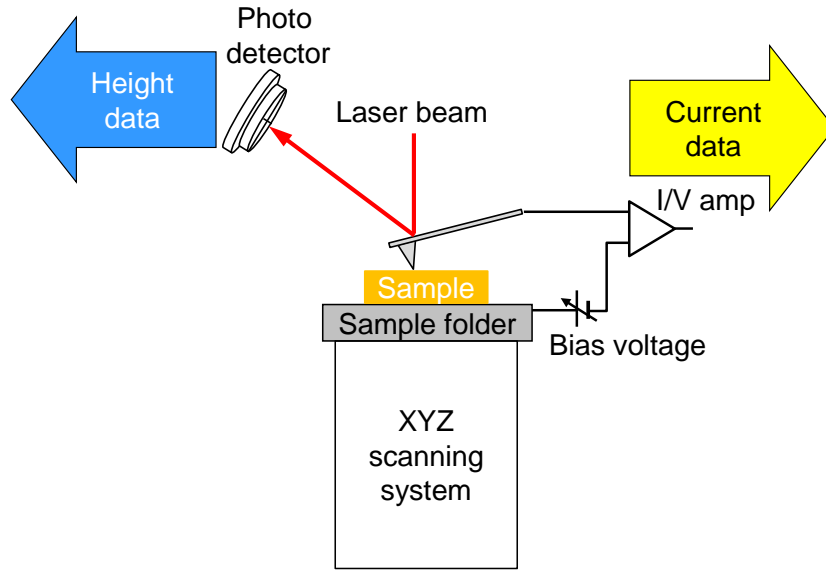 Photo
detector
Height
data
Laser beam
Current
data
I/V amp
Sample
Sample folder
Bias voltage
XYZ
scanning
system